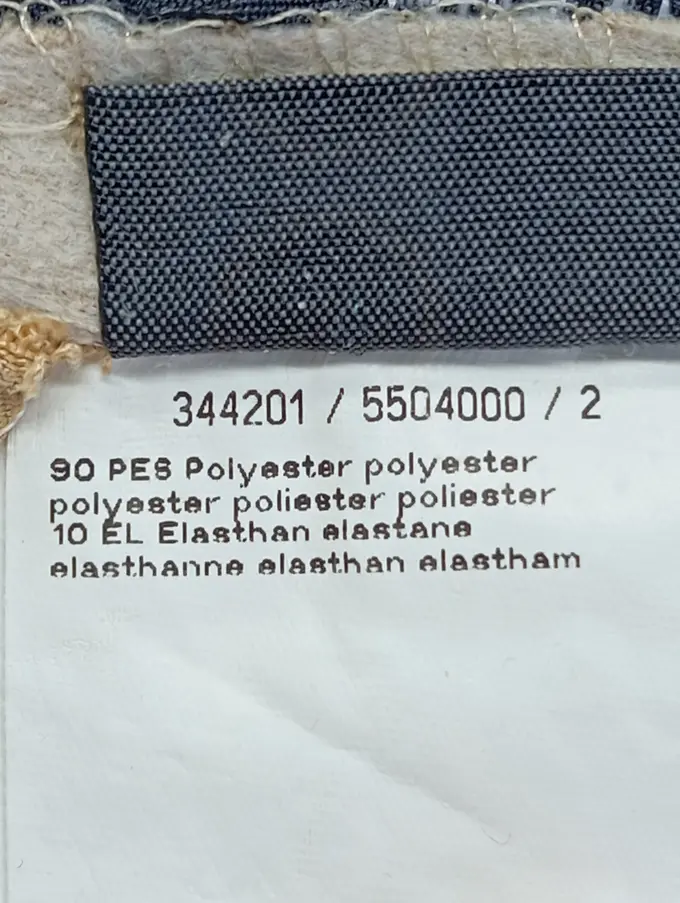 344201 / 5504000 / 2
90 PES Polyester polyester
polyester poliester poliester
10 EL Elasthan elastane
elasthanne elasthan elastham